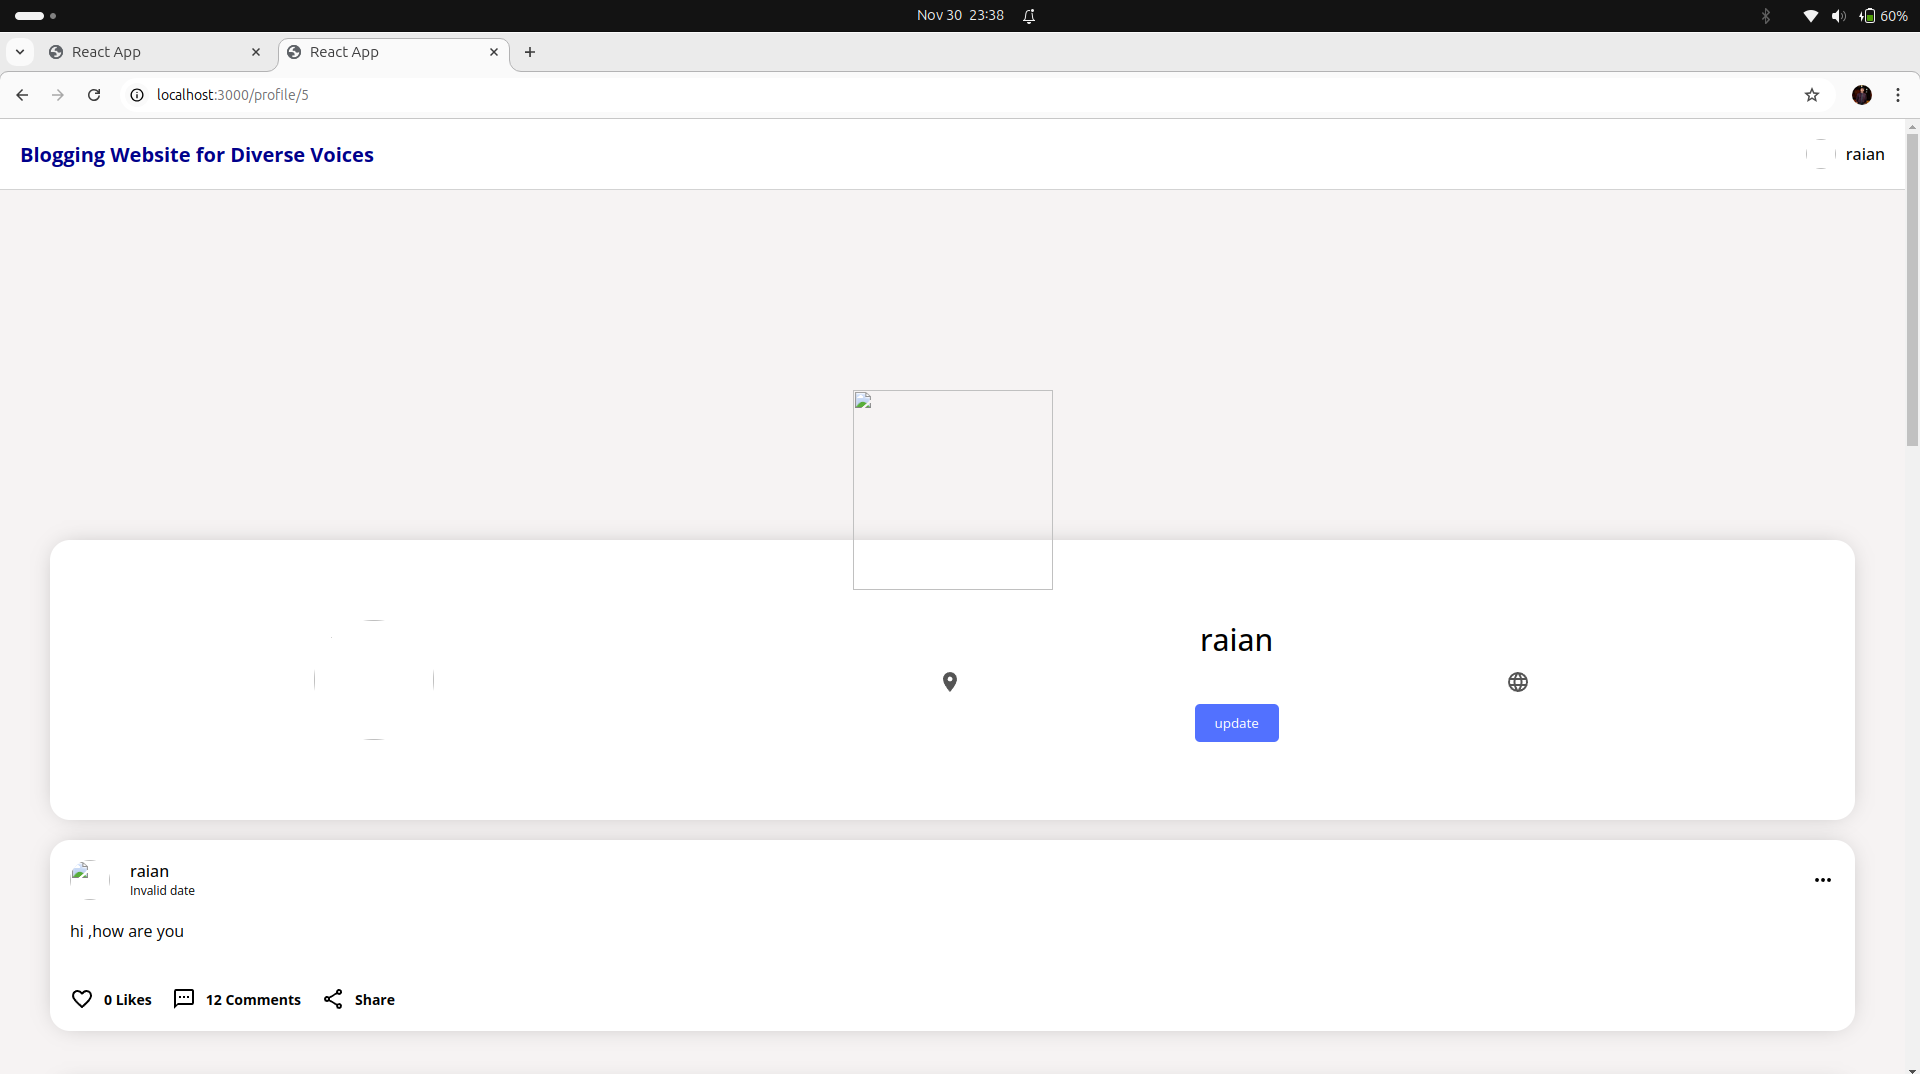 Nov 30 23:38
60%
React App
React App
localhost:3000/profile/5
Blogging Website for Diverse Voices
raian
raian
update
raian
Invalid date
hi ,how are you
0 Likes
12 Comments
Share